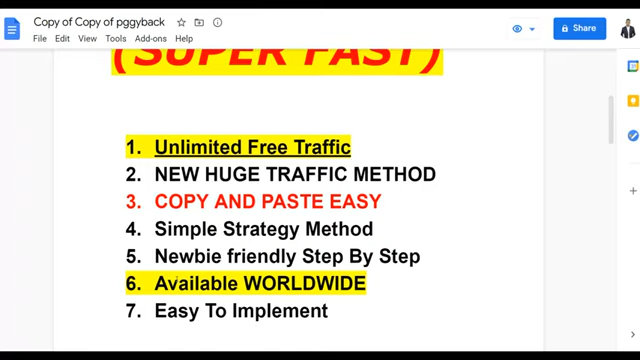 Copy of Copy of pggyback
File Edit View Tools Add-ons Help
Share
(SUPER FAST)
1. Unlimited Free Traffic
2. NEW HUGE TRAFFIC METHOD
3. COPY AND PASTE EASY
4. Simple Strategy Method
5. Newbie friendly Step By Step
6. Available WORLDWIDE
7. Easy To Implement